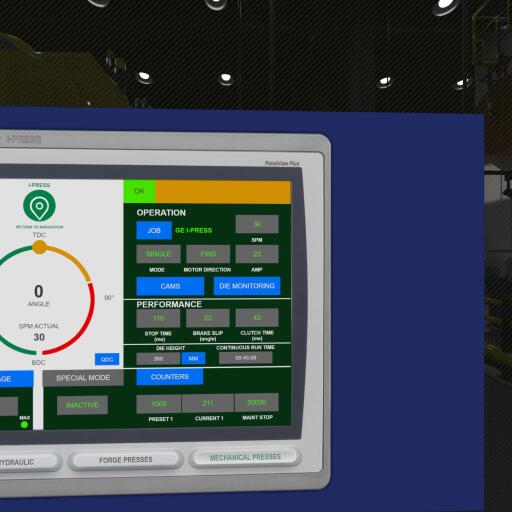 I-PRESS
PanelView Plus
I-PRESS
RETURN TO NAVIGATION
TDC
0
ANGLE
90°
SPM ACTUAL
30
BDC
QDC
OK
OPERATION
JOB GE I-PRESS 30
SPM
SINGLE FWD 23
MODE MOTOR DIRECTION AMP
CAMS DIE MONITORING
PERFORMANCE
110 22 42
STOP TIME BRAKE SLIP CLUTCH TIME
(ms) (angle) (ms)
DIE HEIGHT CONTINUOUS RUN TIME
300 MM 00:45:09
AGE SPECIAL MODE COUNTERS
INACTIVE 1000 211 50000
MAX PRESET 1 CURRENT 1 MAINT STOP
HYDRAULIC FORGE PRESSES MECHANICAL PRESSES